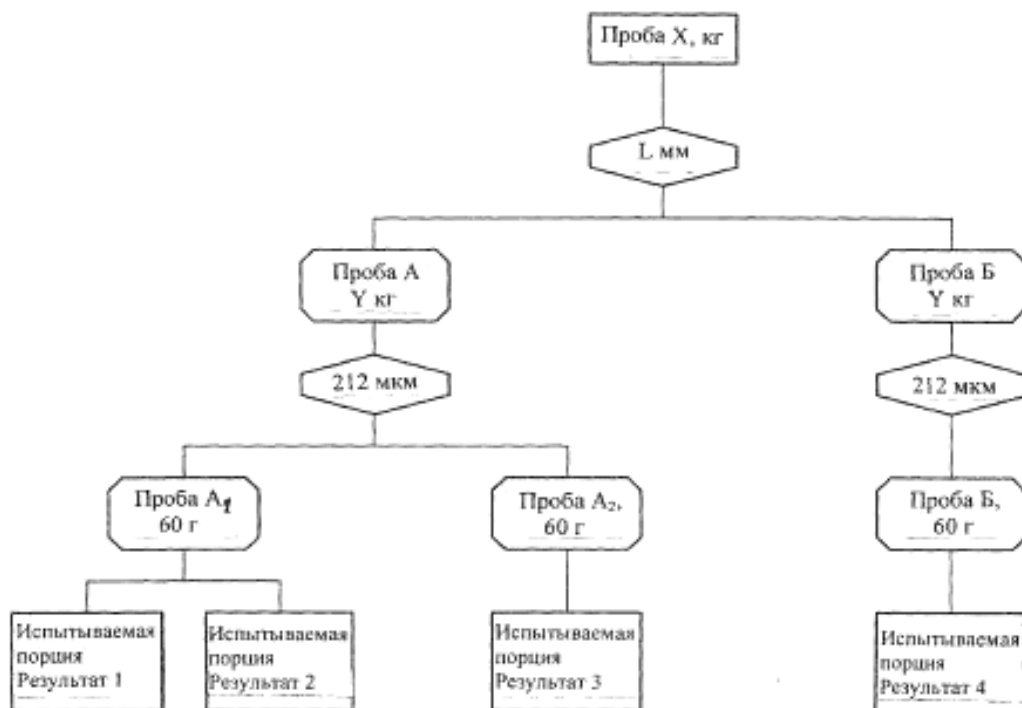 Проба X, кг
L мм
Проба А
Y кг
Проба Б
Y кг
212 мкм
212 мкм
Проба А₁
60 г
Проба А₂,
60 г
Проба Б,
60 г
Испытываемая
порция
Результат 1
Испытываемая
порция
Результат 2
Испытываемая
порция
Результат 3
Испытываемая
порция
Результат 4